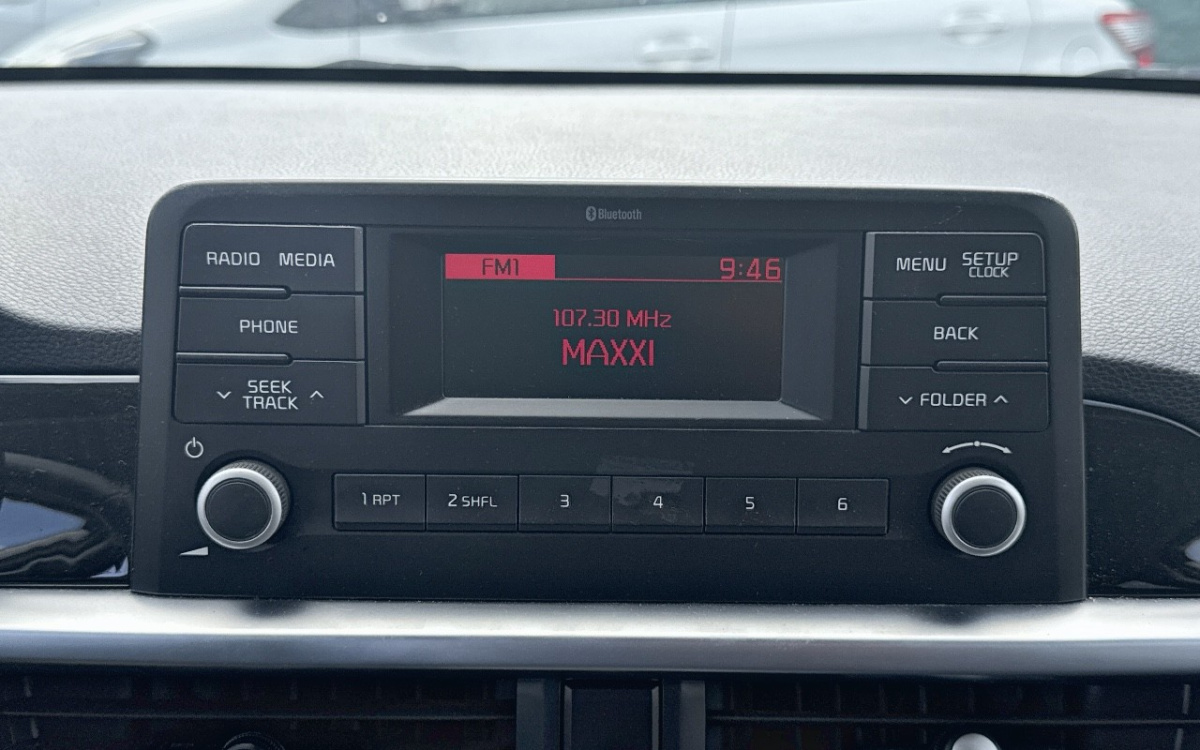 Bluetooth
RADIO MEDIA
PHONE
SEEK
TRACK
FM1 9:46
107.30 MHz
MAXXI
MENU SETUP
CLOCK
BACK
FOLDER
1 RPT 2 SHFL 3 4 5 6